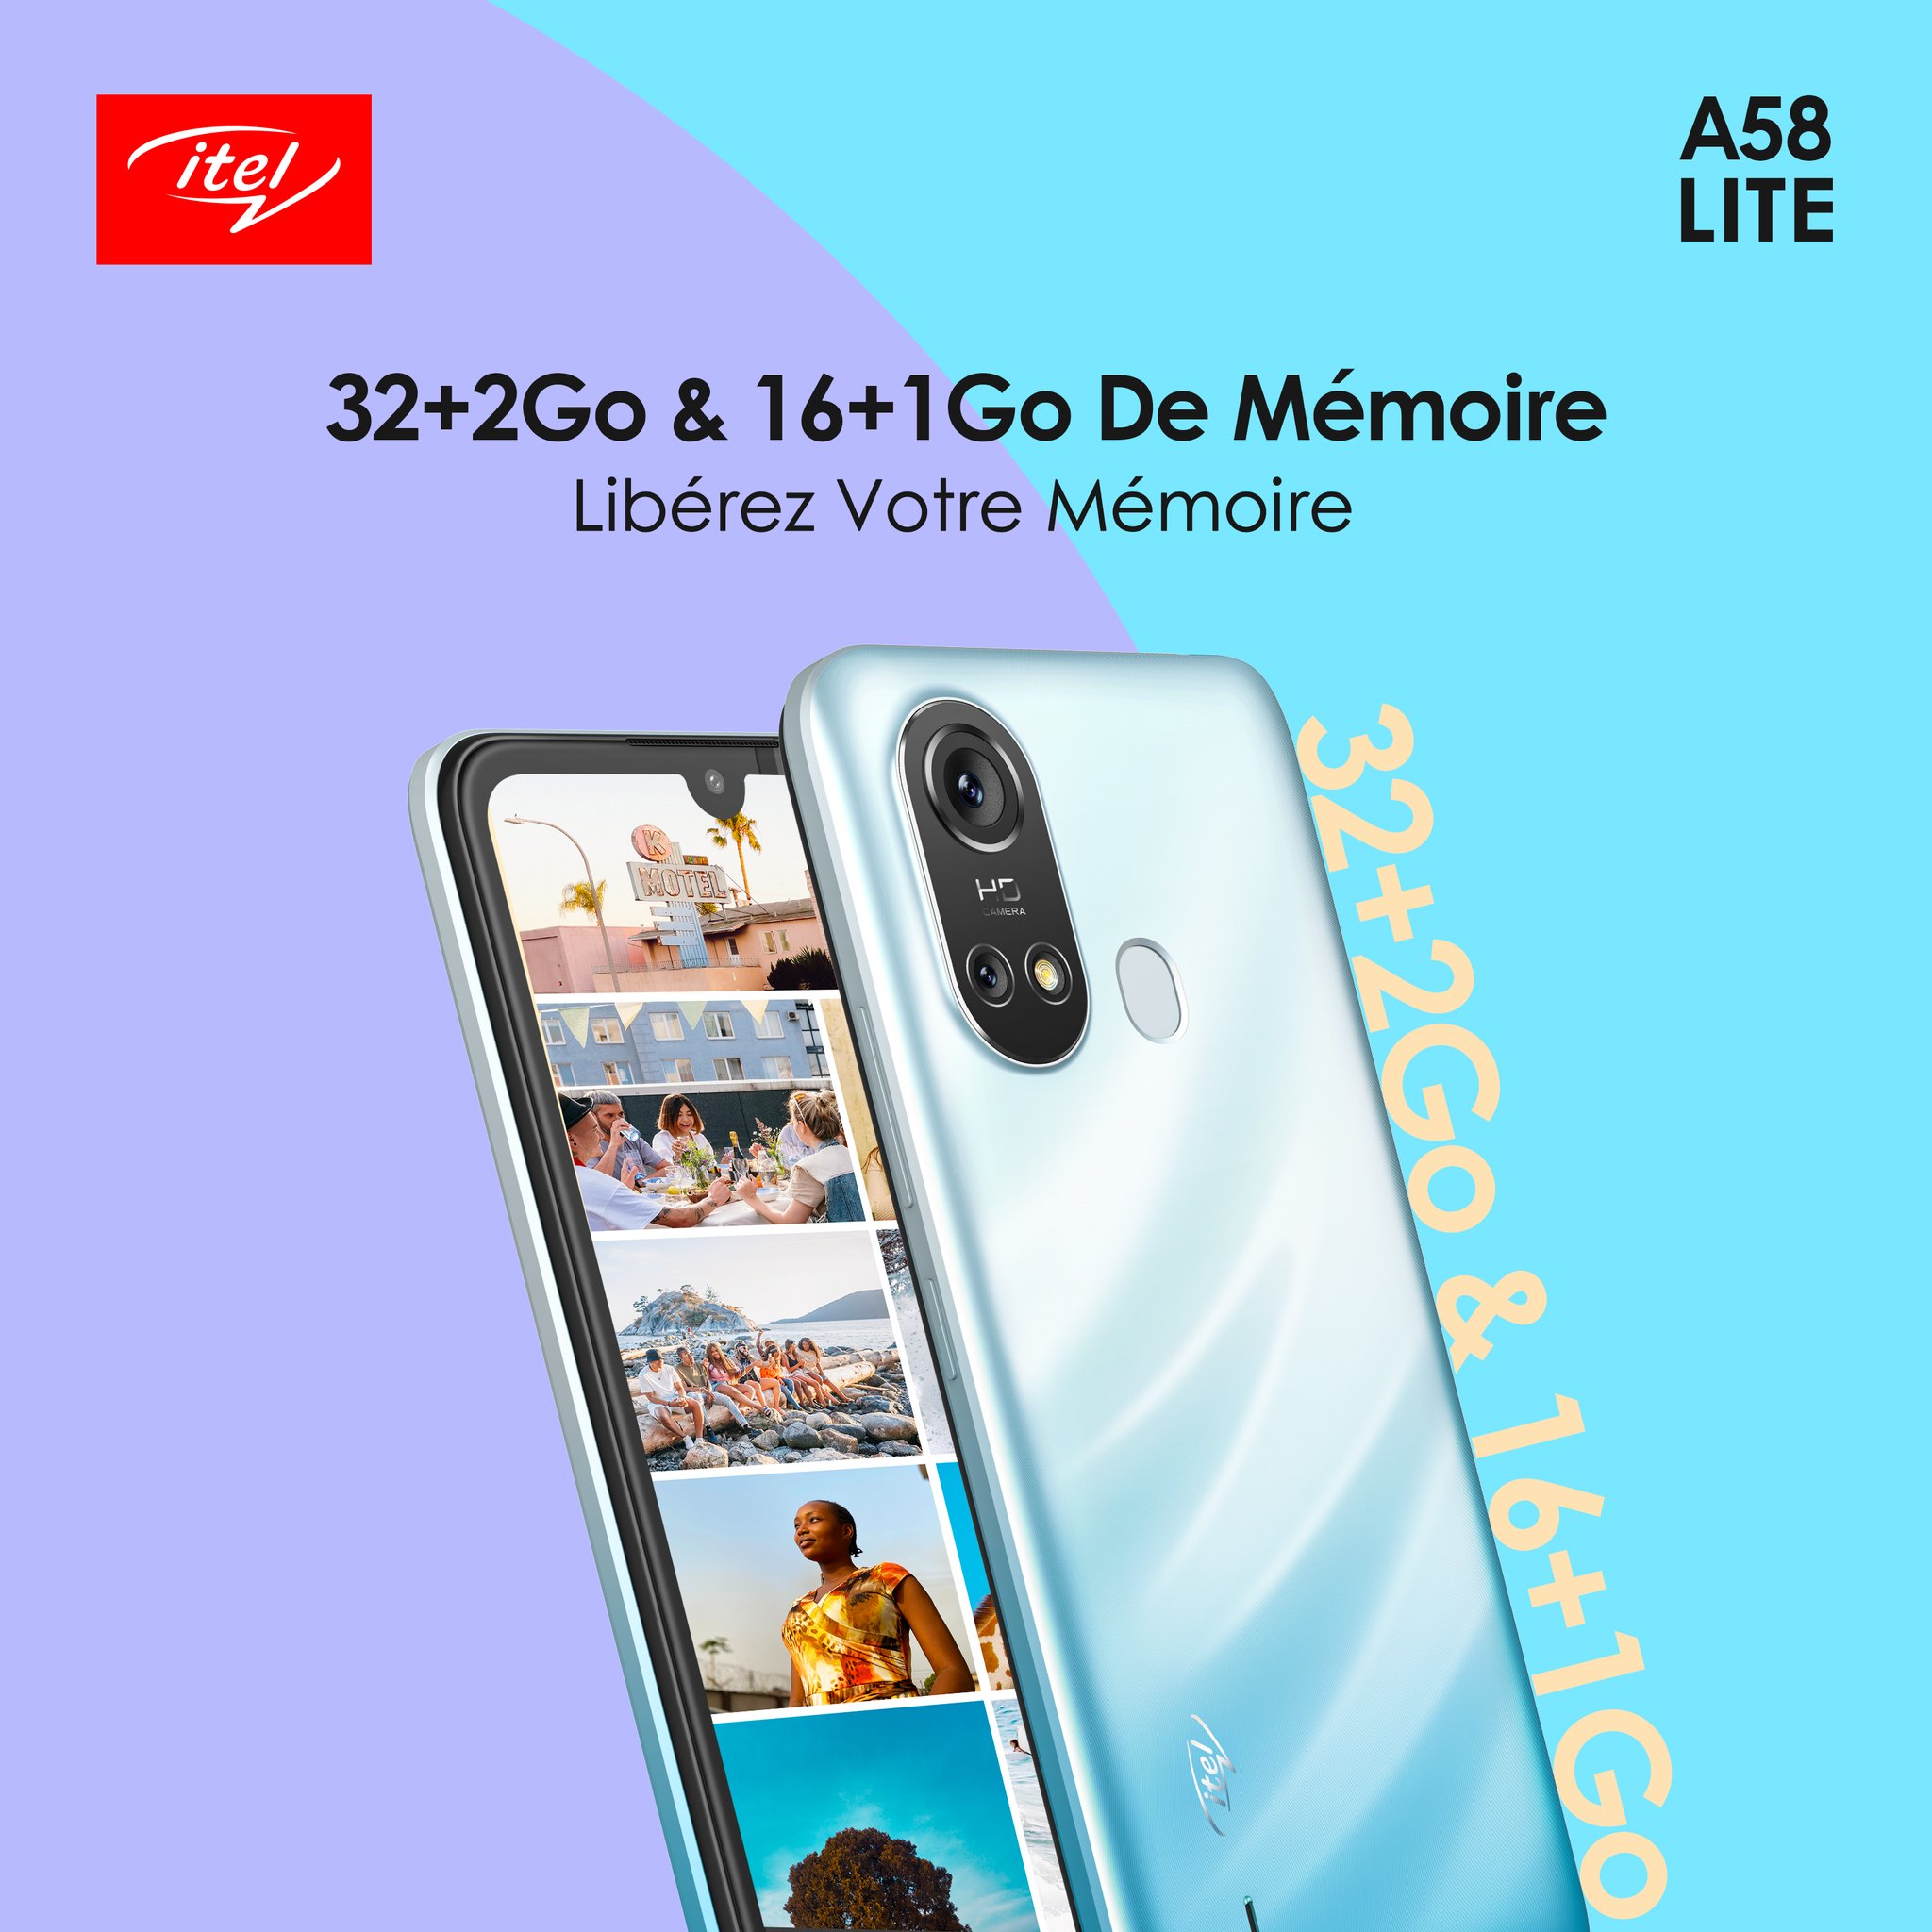 itel
A58
LITE
32+2Go & 16+1Go De Mémoire
Libérez Votre Mémoire
K
MOTEL
HD
CAMERA
32+2Go & 16+1Go
itel